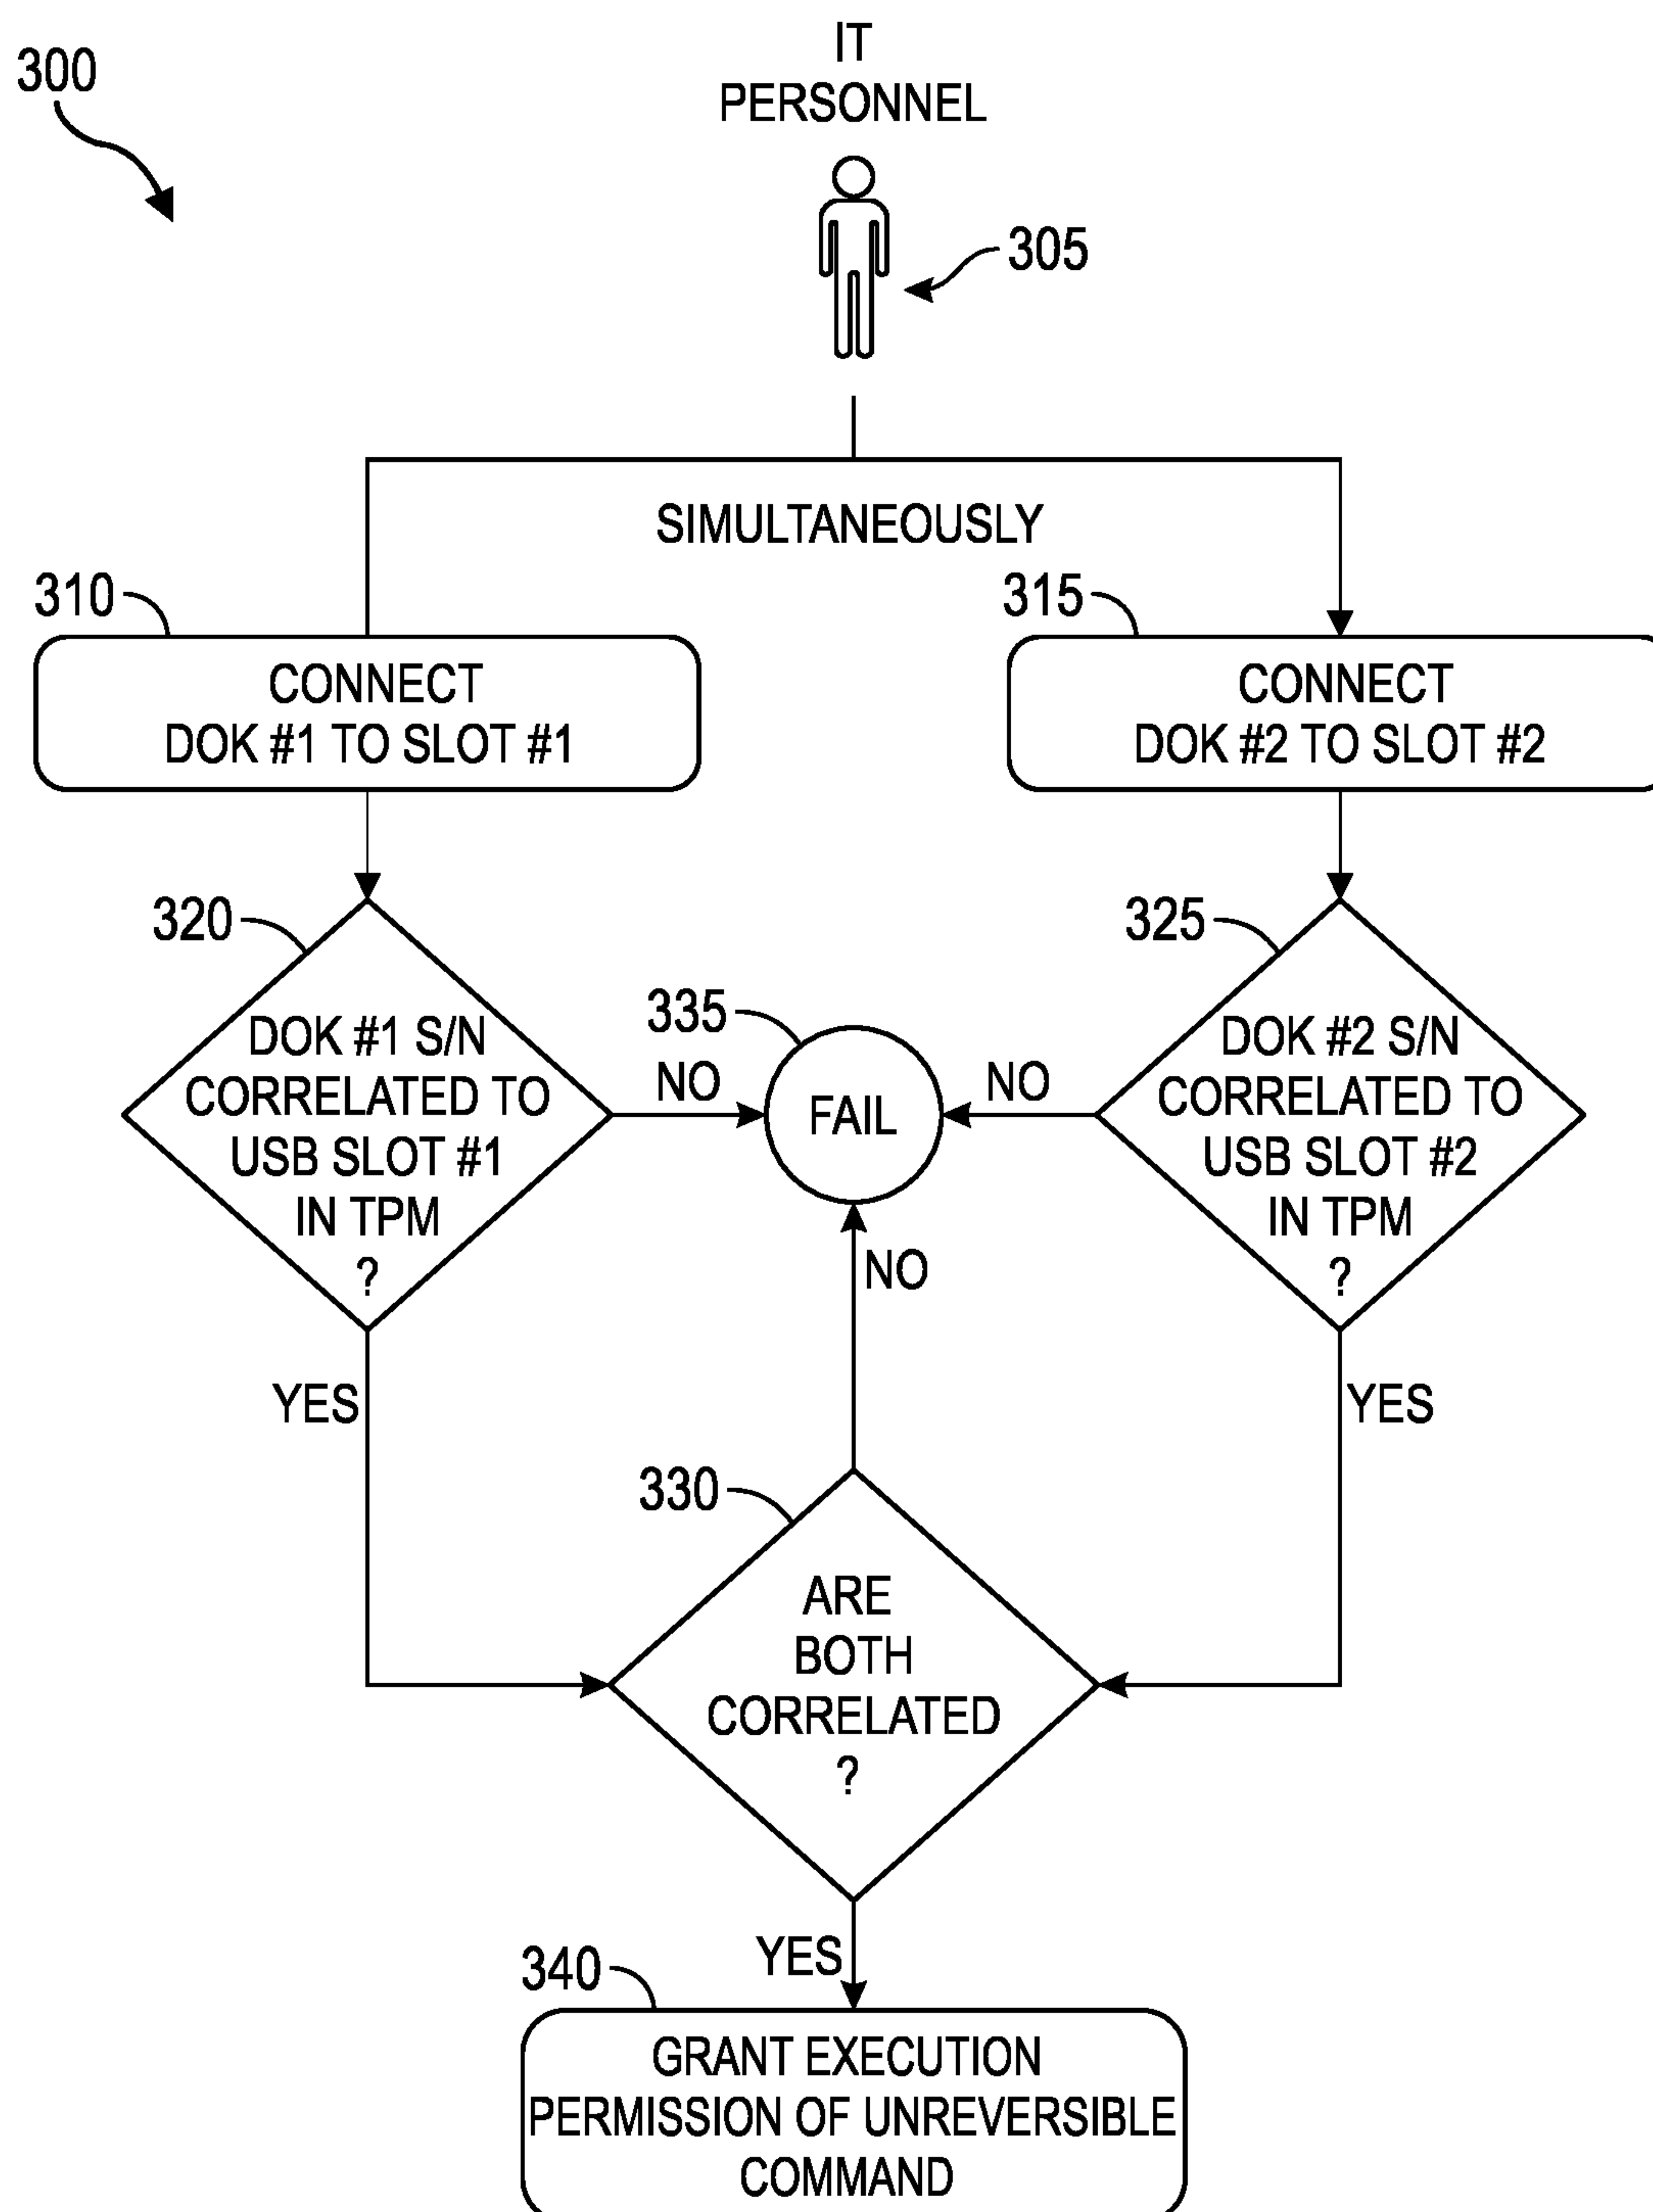 300
IT
PERSONNEL
305
SIMULTANEOUSLY
310
CONNECT
DOK #1 TO SLOT #1
315
CONNECT
DOK #2 TO SLOT #2
320
DOK #1 S/N
CORRELATED TO
USB SLOT #1
IN TPM
?
NO
335
FAIL
NO
325
DOK #2 S/N
CORRELATED TO
USB SLOT #2
IN TPM
?
NO
YES
YES
330
ARE
BOTH
CORRELATED
?
YES
340
GRANT EXECUTION
PERMISSION OF UNREVERSIBLE
COMMAND